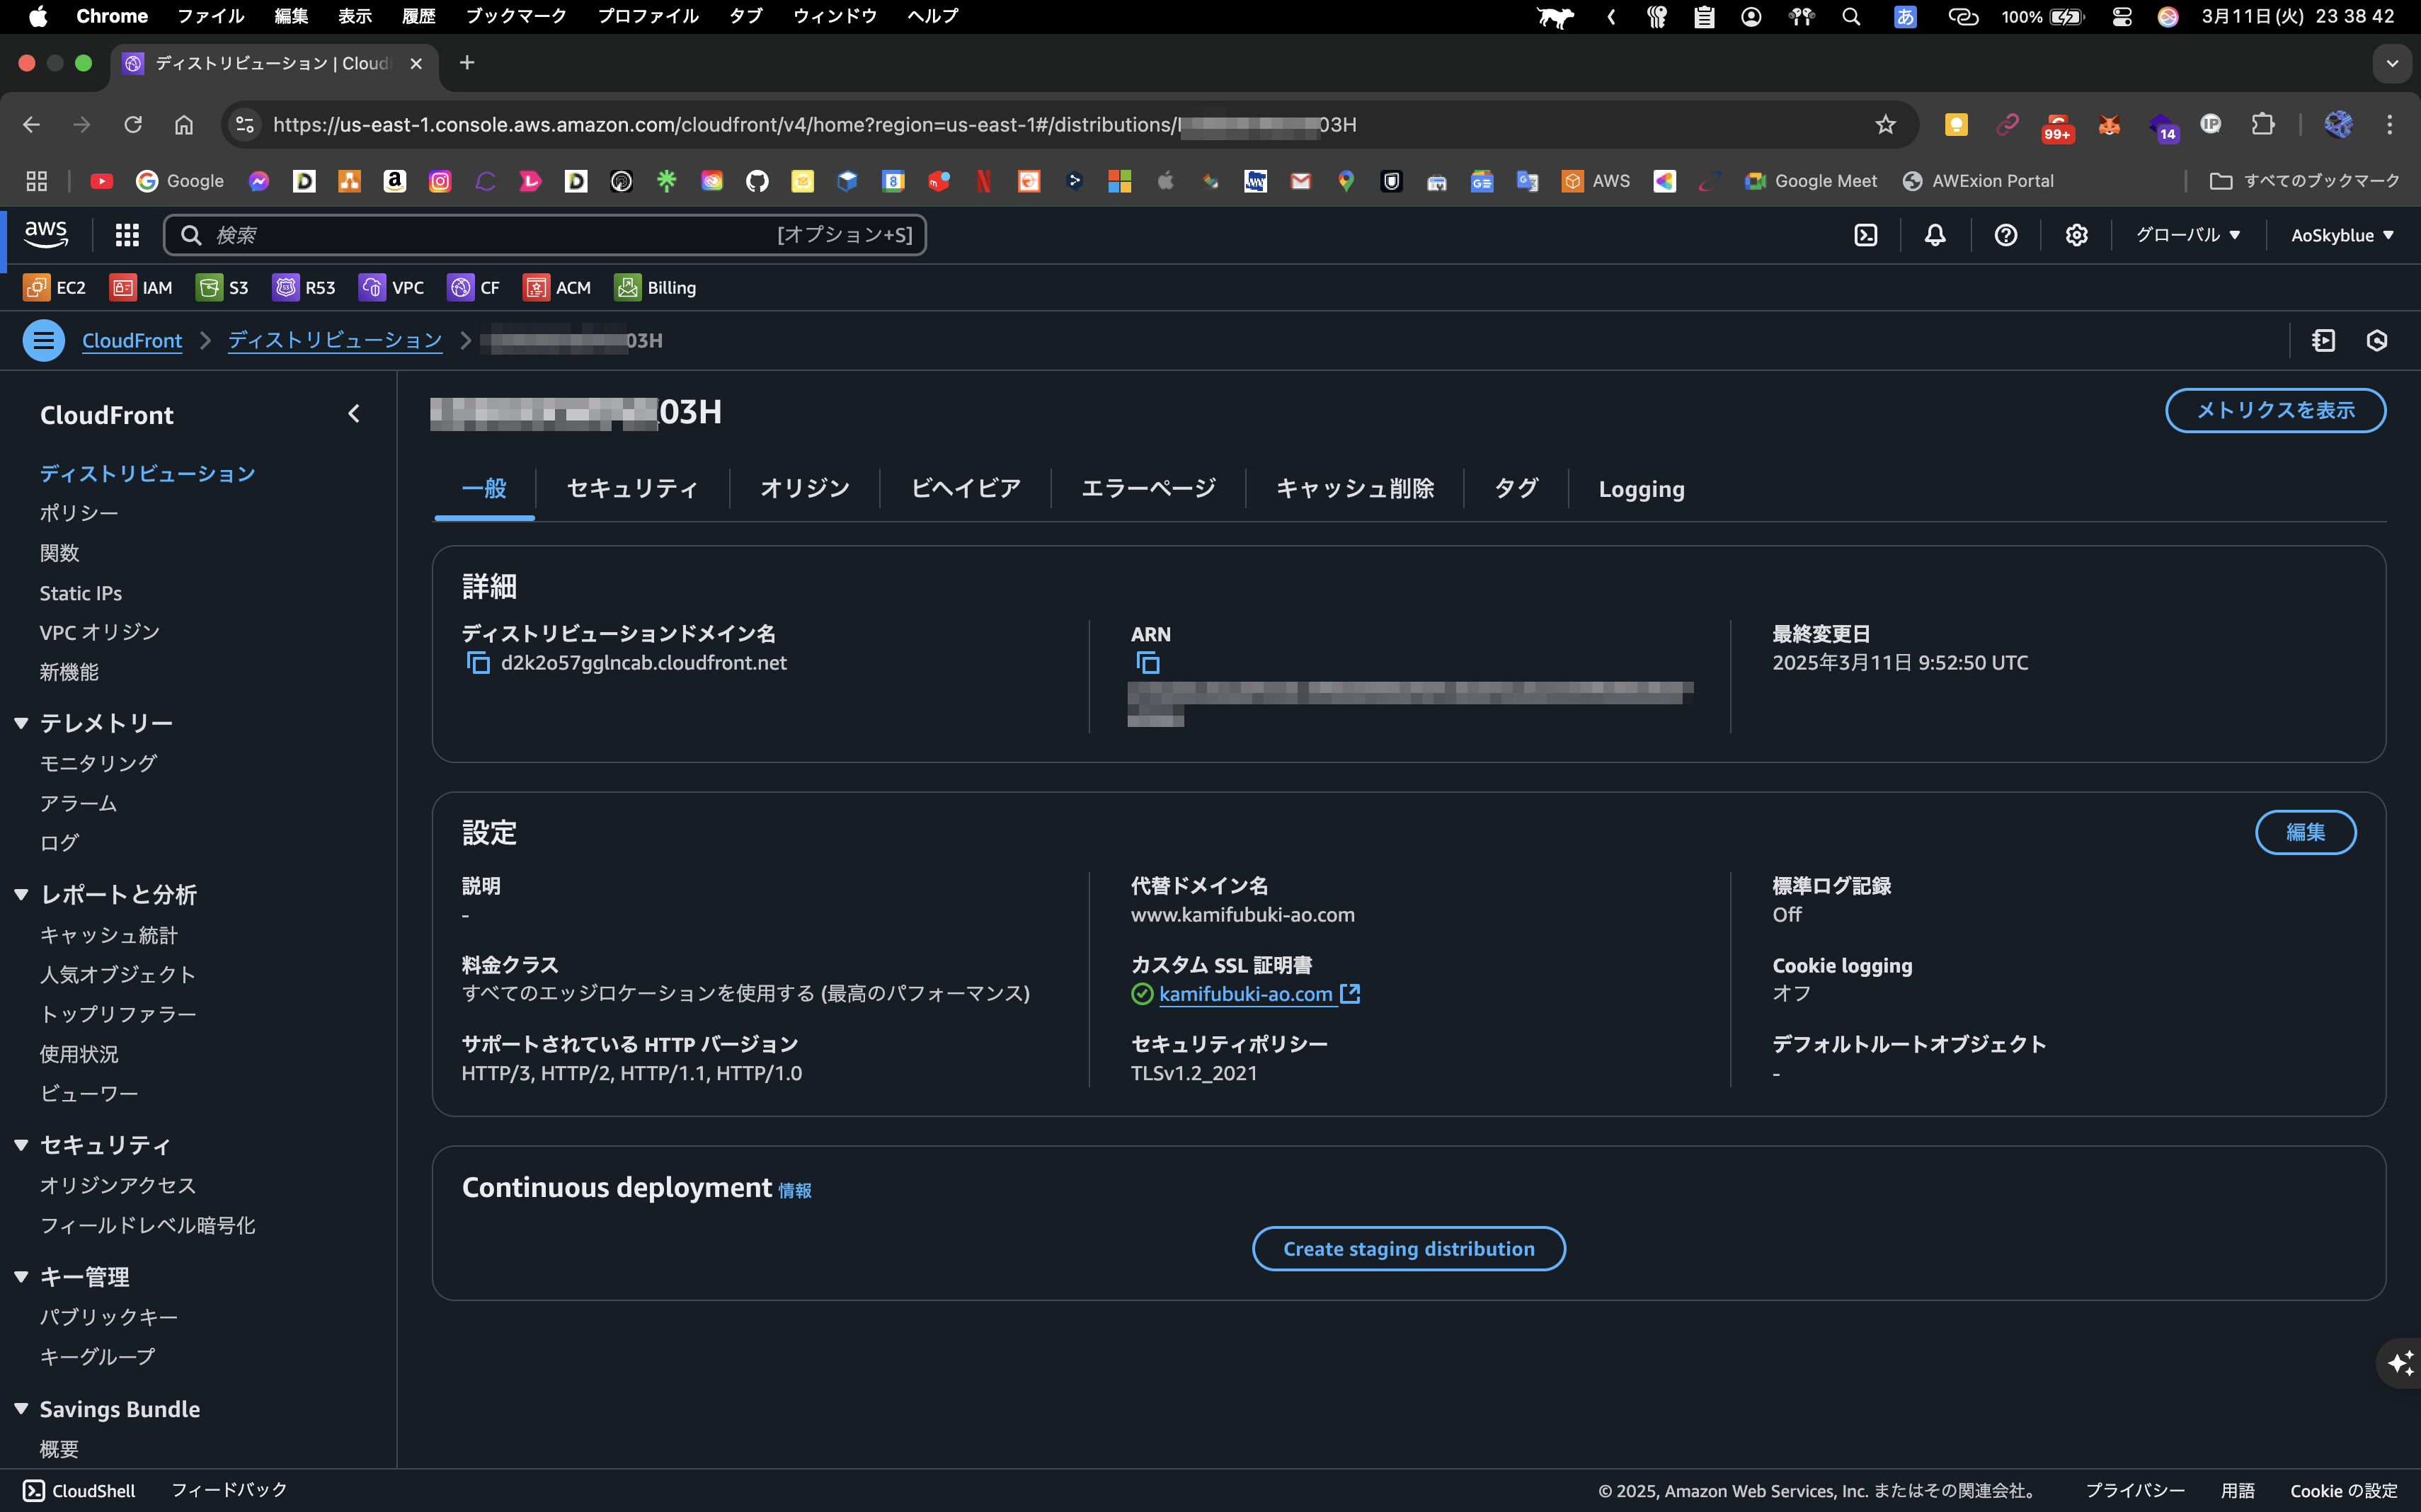 Chrome ファイル 編集 表示 履歴 ブックマーク プロファイル タブ ウィンドウ ヘルプ あ 100% 3月11日(火) 23 38 42
ディストリビューション | Cloud
https://us-east-1.console.aws.amazon.com/cloudfront/v4/home?region=us-east-1#/distributions/ 03H 99+ 14 IP
Google AWS Google Meet AWExion Portal すべてのブックマーク
aws 検索 [オプション+S] グローバル AoSkyblue
EC2 IAM S3 R53 VPC CF ACM Billing
CloudFront ディストリビューション 03H
CloudFront
ディストリビューション
ポリシー
関数
Static IPs
VPC オリジン
新機能
テレメトリー
モニタリング
アラーム
ログ
レポートと分析
キャッシュ統計
人気オブジェクト
トップリファラー
使用状況
ビューワー
セキュリティ
オリジンアクセス
フィールドレベル暗号化
キー管理
パブリックキー
キーグループ
Savings Bundle
概要
03H メトリクスを表示
一般 セキュリティ オリジン ビヘイビア エラーページ キャッシュ削除 タグ Logging
詳細
ディストリビューションドメイン名
d2k2o57gglncab.cloudfront.net
ARN
最終変更日
2025年3月11日 9:52:50 UTC
設定 編集
説明
-
料金クラス
すべてのエッジロケーションを使用する (最高のパフォーマンス)
サポートされている HTTP バージョン
HTTP/3, HTTP/2, HTTP/1.1, HTTP/1.0
代替ドメイン名
www.kamifubuki-ao.com
カスタム SSL 証明書
kamifubuki-ao.com
セキュリティポリシー
TLSv1.2_2021
標準ログ記録
Off
Cookie logging
オフ
デフォルトルートオブジェクト
-
Continuous deployment 情報
Create staging distribution
CloudShell フィードバック © 2025, Amazon Web Services, Inc. またはその関連会社。 プライバシー 用語 Cookie の設定